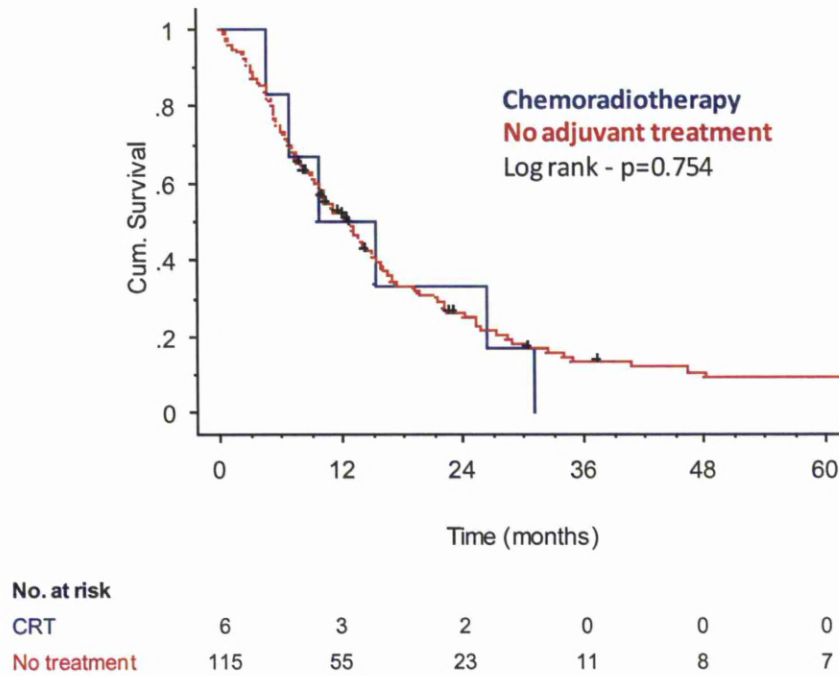 1
.8
.6
.4
.2
0
Cum. Survival
Chemoradiotherapy
No adjuvant treatment
Log rank - p=0.754
0 12 24 36 48 60
Time (months)
No. at risk
CRT 6 3 2 0 0 0
No treatment 115 55 23 11 8 7